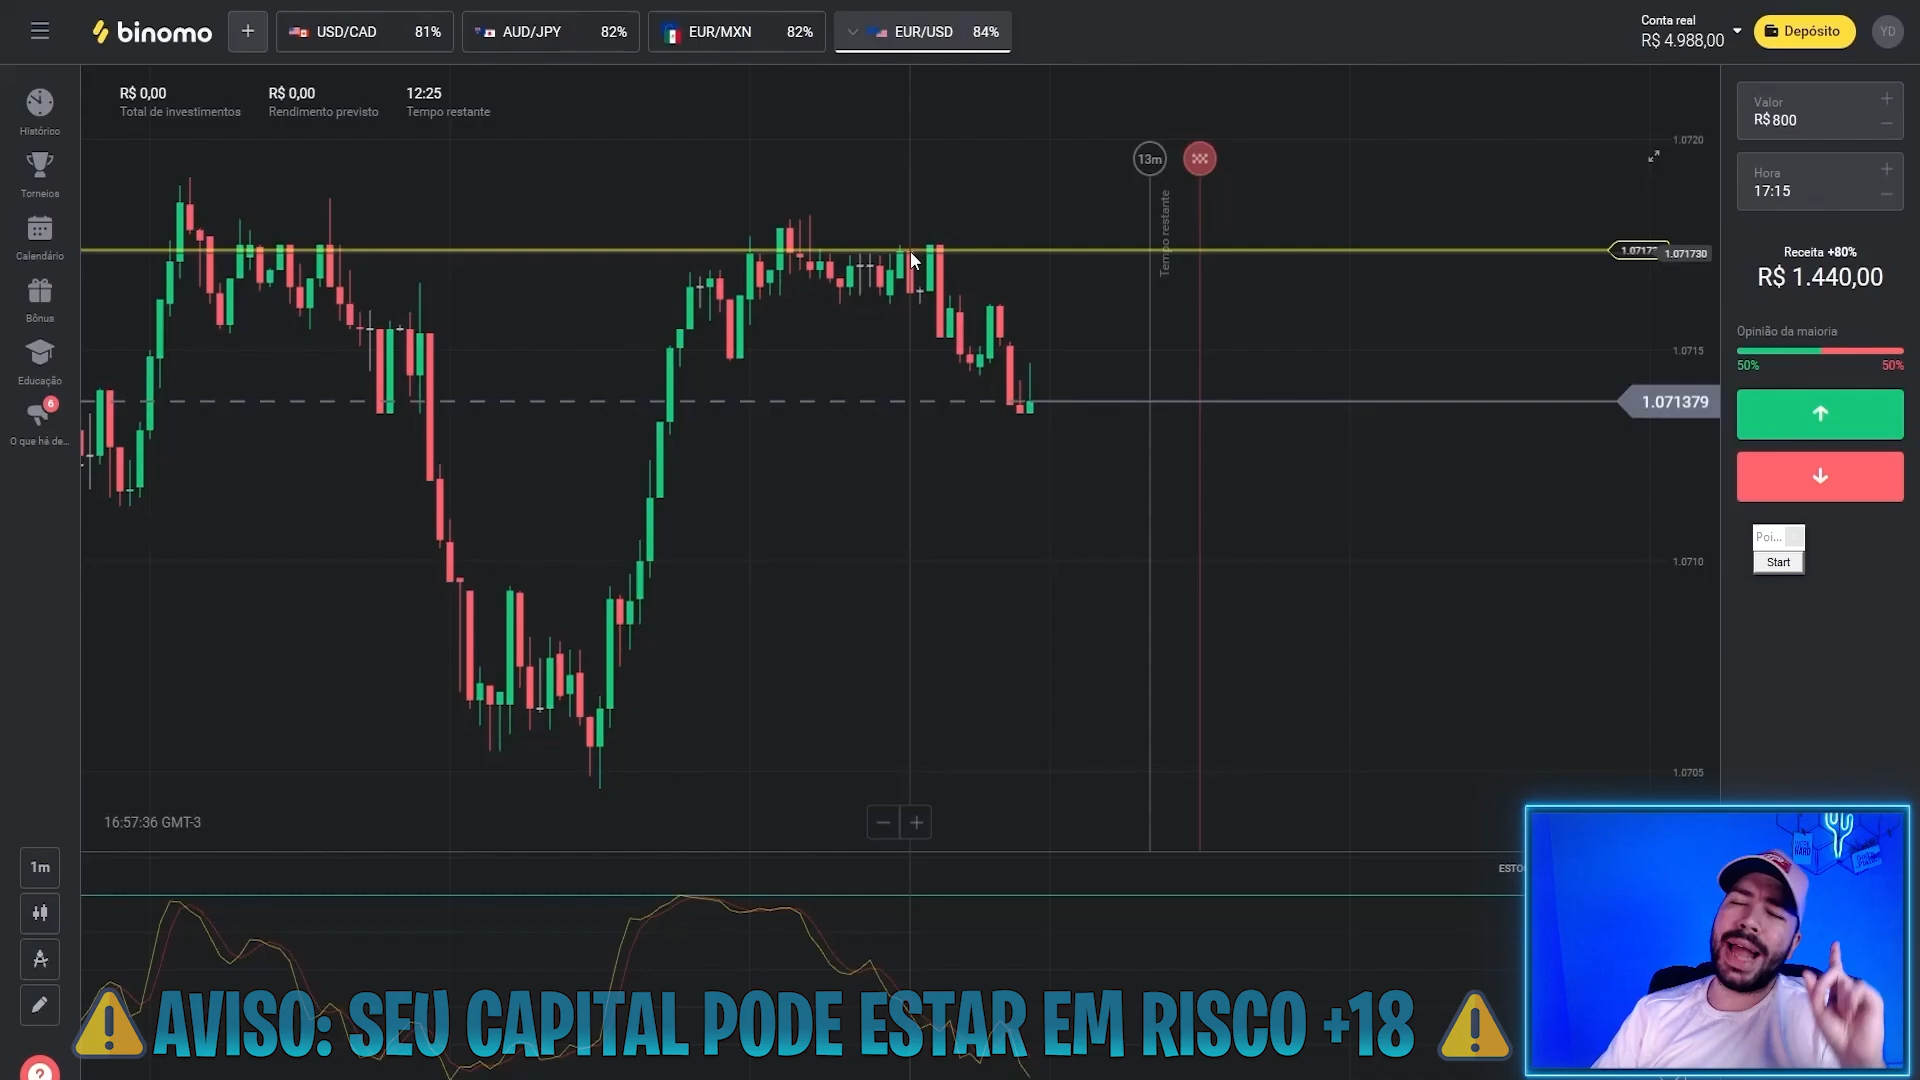 binomo
+
USD/CAD 81%
AUD/JPY 82%
EUR/MXN 82%
EUR/USD 84%
Conta real
R$ 4.988,00
Depósito
YD
Histórico
Torneios
Calendário
Bônus
Educação
6
O que há de...
R$ 0,00
Total de investimentos
R$ 0,00
Rendimento previsto
12:25
Tempo restante
13m
Tempo restante
1.0720
1.071730
1.0715
1.071379
1.0710
1.0705
Valor
R$ 800
Hora
17:15
Receita +80%
R$ 1.440,00
Opinião da maioria
50% 50%
Poi...
Start
16:57:36 GMT-3
− +
1m
?
AVISO: SEU CAPITAL PODE ESTAR EM RISCO +18